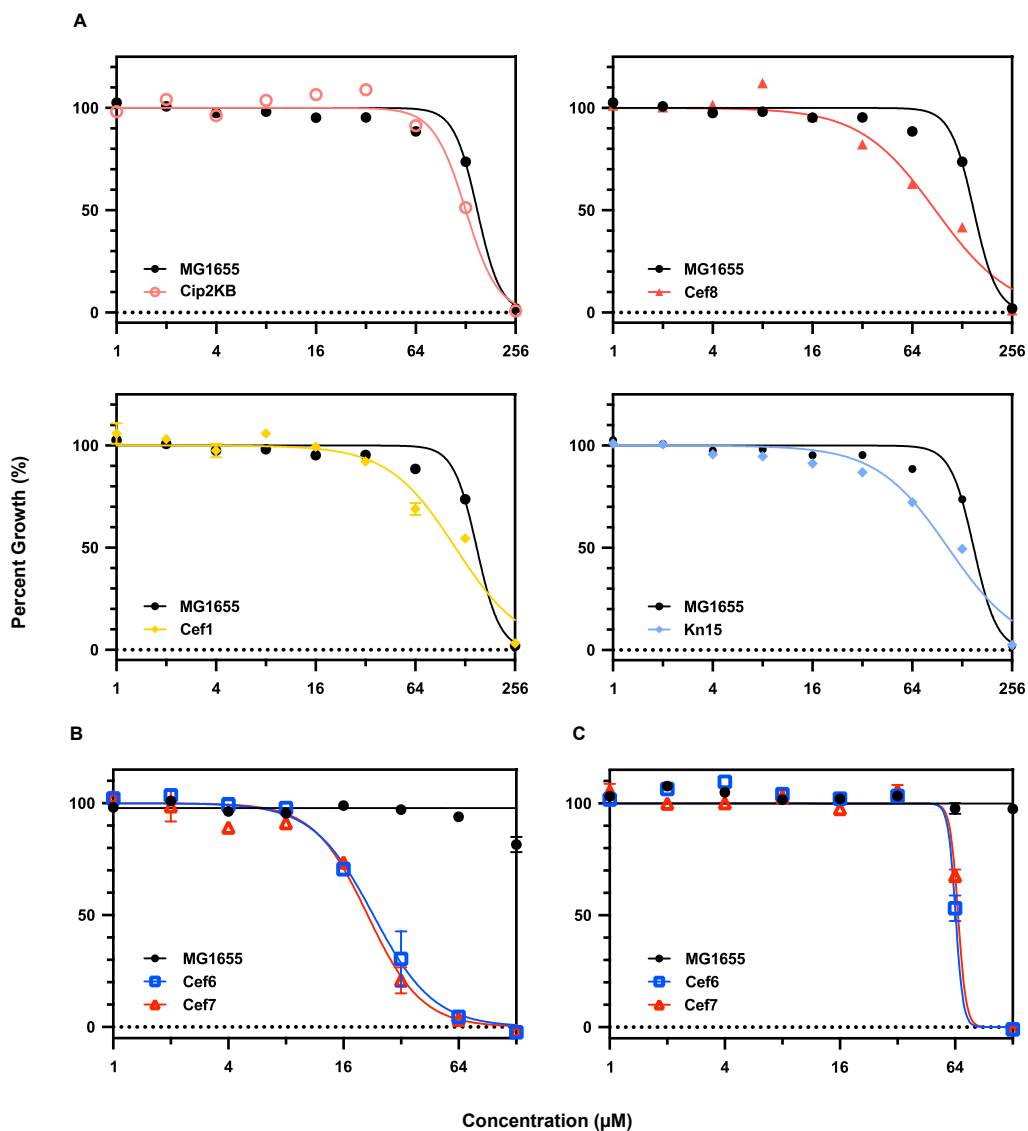 A
100
50
0
MG1655
Cip2KB
1 4 16 64 256
100
50
0
MG1655
Cef8
1 4 16 64 256
100
50
0
MG1655
Cef1
1 4 16 64 256
100
50
0
MG1655
Kn15
1 4 16 64 256
Percent Growth (%)
B
100
50
0
MG1655
Cef6
Cef7
1 4 16 64
C
100
50
0
MG1655
Cef6
Cef7
1 4 16 64
Concentration (µM)